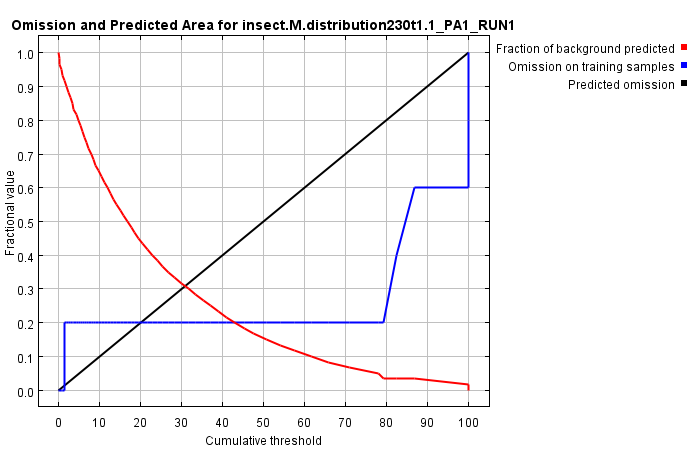 Omission and Predicted Area for insect.M.distribution230t1.1_PA1_RUN1
Fraction of background predicted
Omission on training samples
Predicted omission
Fractional value
1.0
0.9
0.8
0.7
0.6
0.5
0.4
0.3
0.2
0.1
0.0
0 10 20 30 40 50 60 70 80 90 100
Cumulative threshold